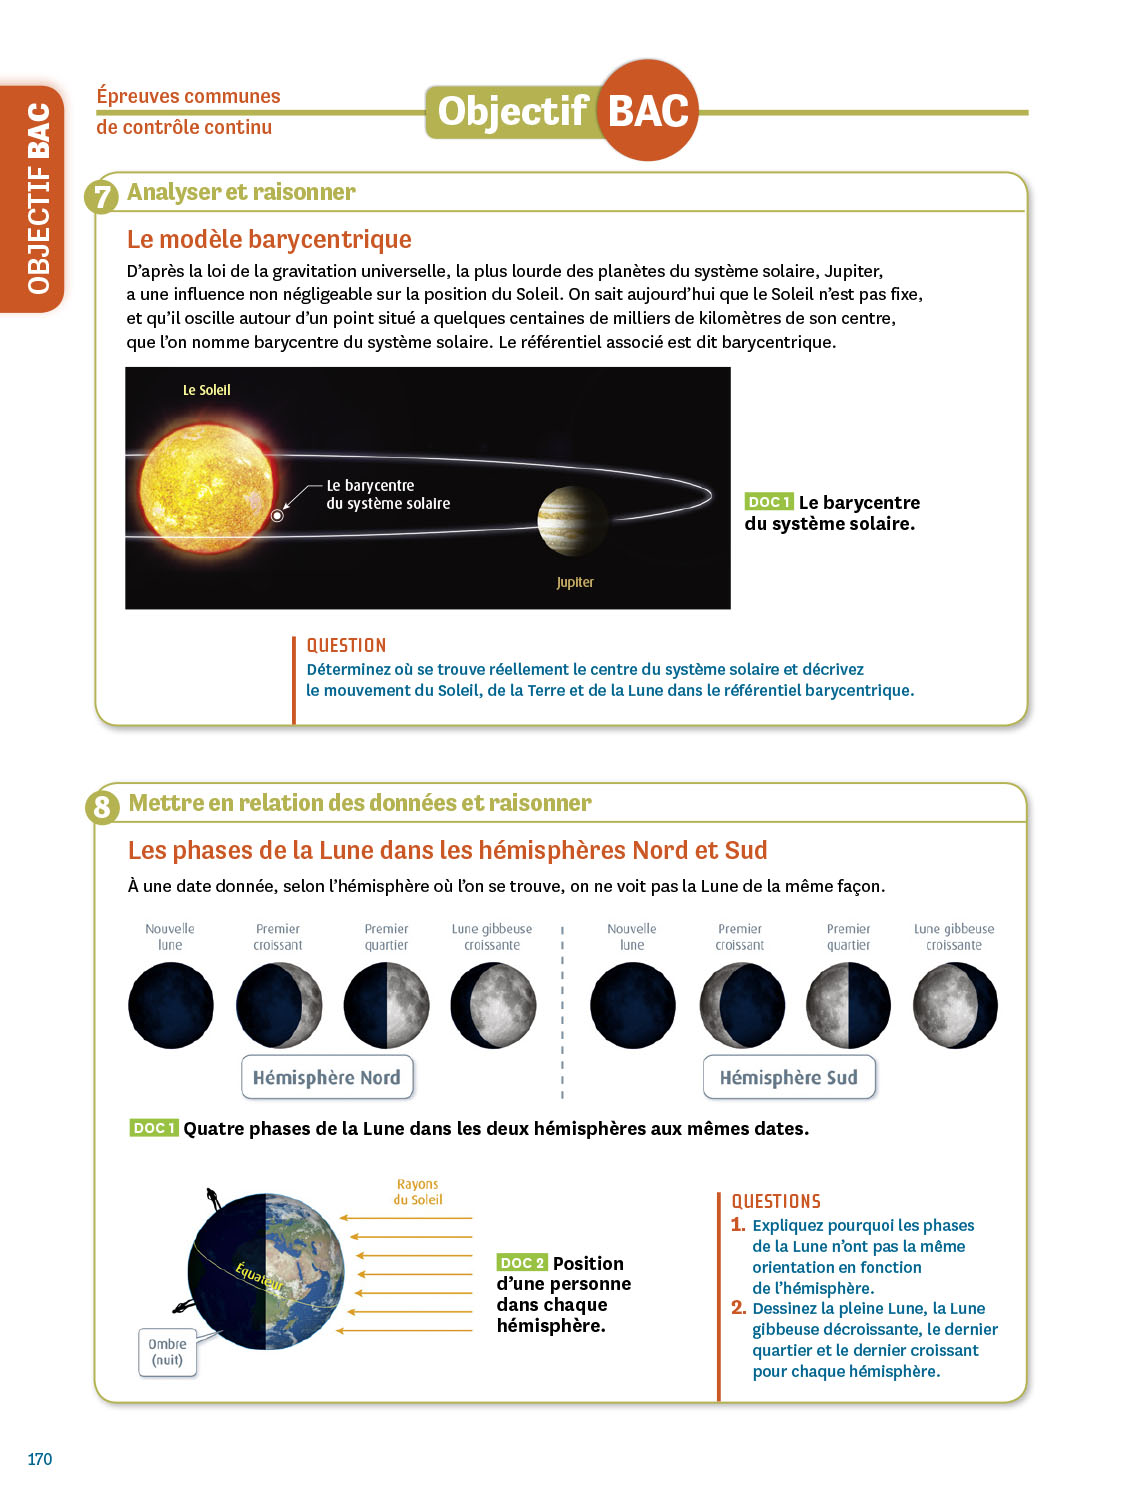 OBJECTIF BAC
Épreuves communes
de contrôle continu
Objectif BAC
7 Analyser et raisonner
Le modèle barycentrique
D'après la loi de la gravitation universelle, la plus lourde des planètes du système solaire, Jupiter,
a une influence non négligeable sur la position du Soleil. On sait aujourd'hui que le Soleil n'est pas fixe,
et qu'il oscille autour d'un point situé a quelques centaines de milliers de kilomètres de son centre,
que l'on nomme barycentre du système solaire. Le référentiel associé est dit barycentrique.
Le Soleil
Le barycentre
du système solaire
Jupiter
DOC 1 Le barycentre
du système solaire.
QUESTION
Déterminez où se trouve réellement le centre du système solaire et décrivez
le mouvement du Soleil, de la Terre et de la Lune dans le référentiel barycentrique.
8 Mettre en relation des données et raisonner
Les phases de la Lune dans les hémisphères Nord et Sud
À une date donnée, selon l'hémisphère où l'on se trouve, on ne voit pas la Lune de la même façon.
Nouvelle
lune
Premier
croissant
Premier
quartier
Lune gibbeuse
croissante
Hémisphère Nord
Nouvelle
lune
Premier
croissant
Premier
quartier
Lune gibbeuse
croissante
Hémisphère Sud
DOC 1 Quatre phases de la Lune dans les deux hémisphères aux mêmes dates.
Rayons
du Soleil
Équateur
Ombre
(nuit)
DOC 2 Position
d'une personne
dans chaque
hémisphère.
QUESTIONS
1. Expliquez pourquoi les phases
de la Lune n'ont pas la même
orientation en fonction
de l'hémisphère.
2. Dessinez la pleine Lune, la Lune
gibbeuse décroissante, le dernier
quartier et le dernier croissant
pour chaque hémisphère.
170